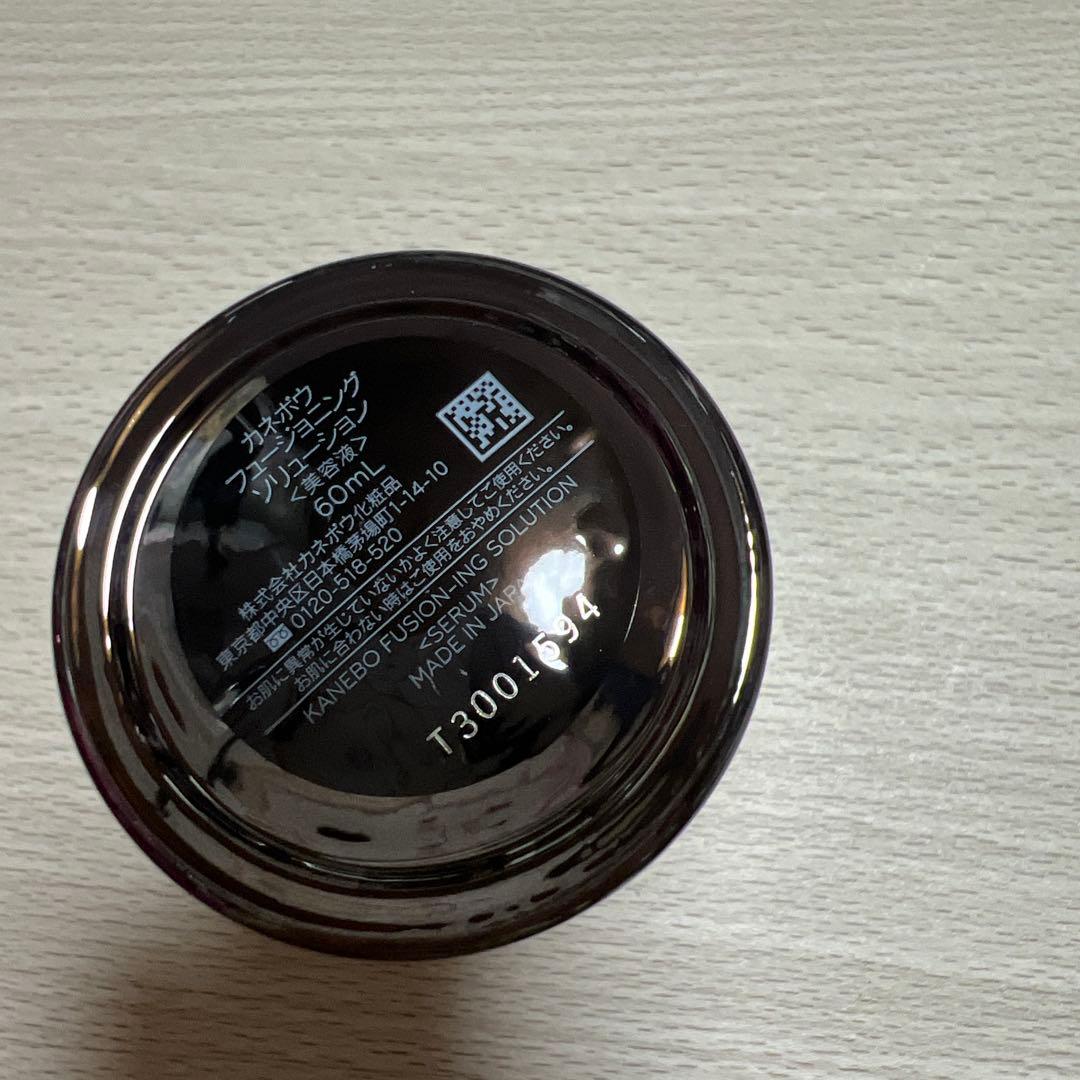 カネボウ
フュージョニング
ソリューション
<美容液>
60mL
株式会社カネボウ化粧品
東京都中央区日本橋茅場町1-14-10
0120-518-520
お肌に異常が生じていないかよく注意してご使用ください。
お肌に合わない時はご使用をおやめください。
KANEBO FUSION-ING SOLUTION
<SERUM>
MADE IN JAPAN
T3001594